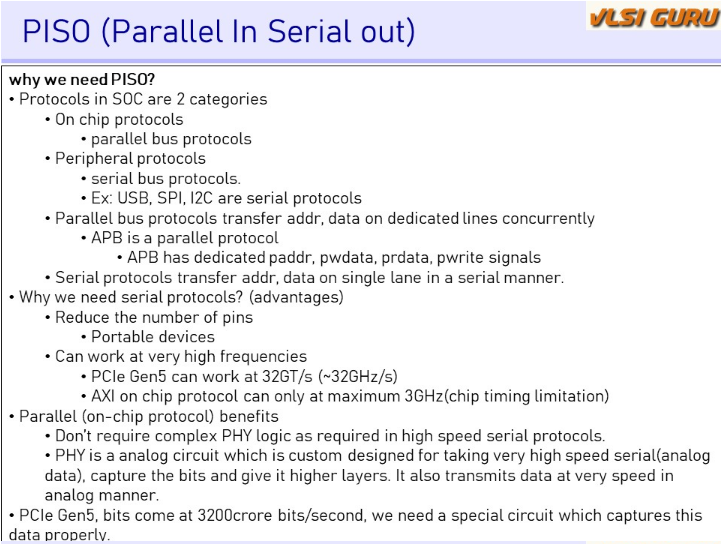 PISO (Parallel In Serial out)
VLSI GURU
why we need PISO?
• Protocols in SOC are 2 categories
• On chip protocols
• parallel bus protocols
• Peripheral protocols
• serial bus protocols.
• Ex: USB, SPI, I2C are serial protocols
• Parallel bus protocols transfer addr, data on dedicated lines concurrently
• APB is a parallel protocol
• APB has dedicated paddr, pwdata, prdata, pwrite signals
• Serial protocols transfer addr, data on single lane in a serial manner.
• Why we need serial protocols? (advantages)
• Reduce the number of pins
• Portable devices
• Can work at very high frequencies
• PCIe Gen5 can work at 32GT/s (~32GHz/s)
• AXI on chip protocol can only at maximum 3GHz(chip timing limitation)
• Parallel (on-chip protocol) benefits
• Don't require complex PHY logic as required in high speed serial protocols.
• PHY is a analog circuit which is custom designed for taking very high speed serial(analog
data), capture the bits and give it higher layers. It also transmits data at very speed in
analog manner.
• PCIe Gen5, bits come at 3200crore bits/second, we need a special circuit which captures this
data properly.